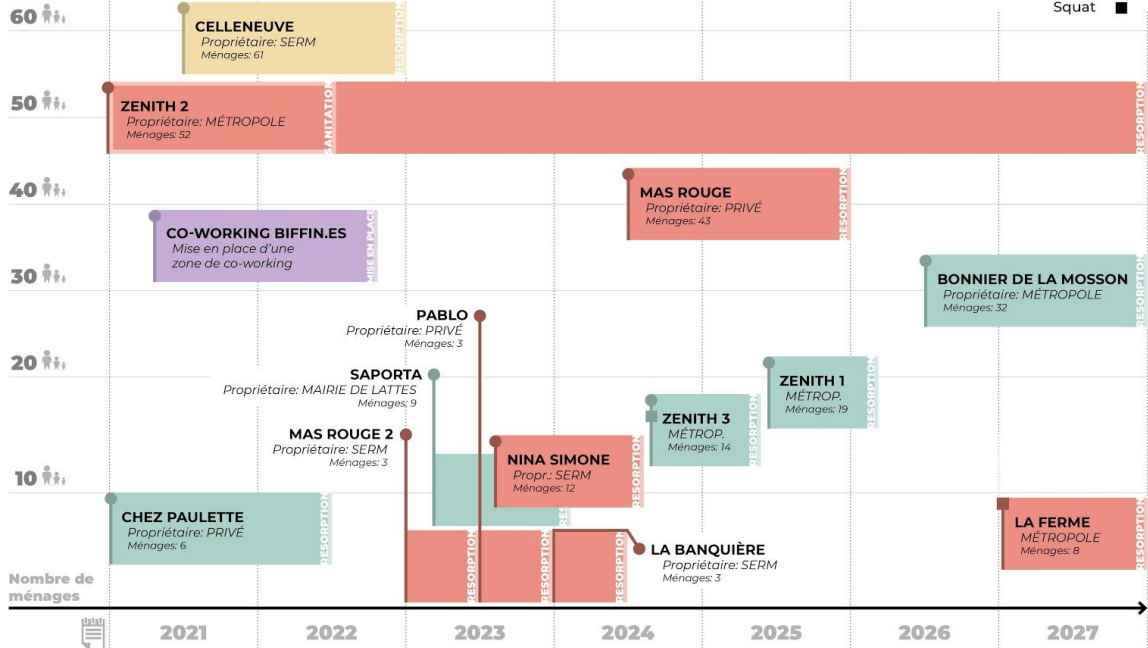 60
Squat
CELLENEUVE
Propriétaire: SERM
Ménages: 61
RESORPTION
50
ZENITH 2
Propriétaire: MÉTROPOLE
Ménages: 52
SANITATION
RESORPTION
40
MAS ROUGE
Propriétaire: PRIVÉ
Ménages: 43
RESORPTION
CO-WORKING BIFFIN.ES
Mise en place d'une
zone de co-working
MISE EN PLACE
30
BONNIER DE LA MOSSON
Propriétaire: MÉTROPOLE
Ménages: 32
RESORPTION
PABLO
Propriétaire: PRIVÉ
Ménages: 3
20
SAPORTA
Propriétaire: MAIRIE DE LATTES
Ménages: 9
ZENITH 1
MÉTROP.
Ménages: 19
RESORPTION
ZENITH 3
MÉTROP.
Ménages: 14
RESORPTION
MAS ROUGE 2
Propriétaire: SERM
Ménages: 3
NINA SIMONE
Propr.: SERM
Ménages: 12
RESORPTION
10
CHEZ PAULETTE
Propriétaire: PRIVÉ
Ménages: 6
RESORPTION
LA FERME
MÉTROPOLE
Ménages: 8
RESORPTION
RESORPTION
RESORPTION
RESORPTION
LA BANQUIÈRE
Propriétaire: SERM
Ménages: 3
Nombre de
ménages
2021
2022
2023
2024
2025
2026
2027